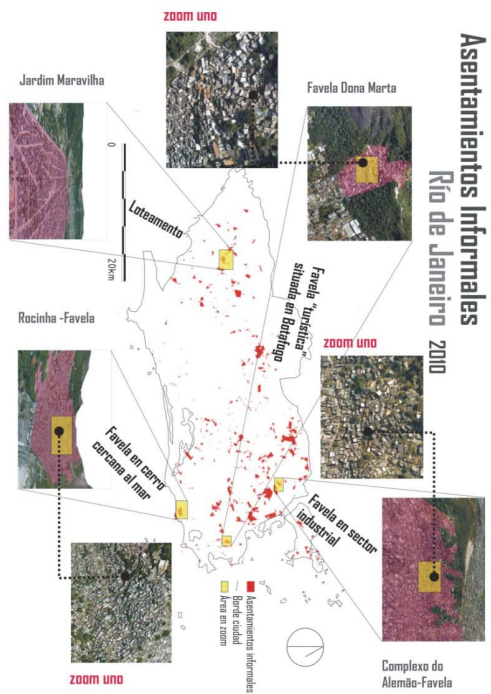 Asentamientos Informales
Río de Janeiro 2010
zoom uno
Jardim Maravilha
Favela Dona Marta
0
20km
Loteamento
Favela "turística"
situada en Botafogo
zoom uno
Rocinha -Favela
Favela en cerro
cercana al mar
Favela en sector
industrial
Asentamientos informales
Borde ciudad
Área en zoom
Complexo do
Alemão-Favela
zoom uno